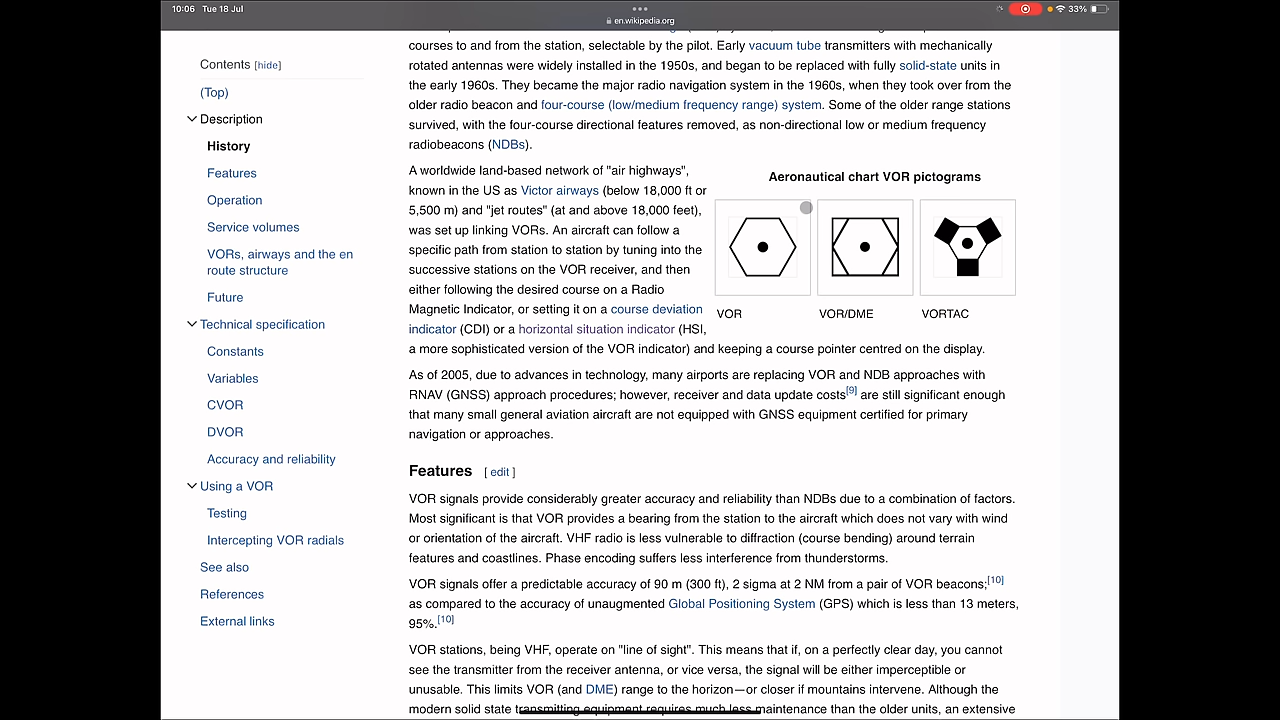 10:06 Tue 18 Jul
en.wikipedia.org
33%
Contents [hide]
(Top)
Description
History
Features
Operation
Service volumes
VORs, airways and the en
route structure
Future
Technical specification
Constants
Variables
CVOR
DVOR
Accuracy and reliability
Using a VOR
Testing
Intercepting VOR radials
See also
References
External links
courses to and from the station, selectable by the pilot. Early vacuum tube transmitters with mechanically
rotated antennas were widely installed in the 1950s, and began to be replaced with fully solid-state units in
the early 1960s. They became the major radio navigation system in the 1960s, when they took over from the
older radio beacon and four-course (low/medium frequency range) system. Some of the older range stations
survived, with the four-course directional features removed, as non-directional low or medium frequency
radiobeacons (NDBs).
A worldwide land-based network of "air highways",
known in the US as Victor airways (below 18,000 ft or
5,500 m) and "jet routes" (at and above 18,000 feet),
was set up linking VORs. An aircraft can follow a
specific path from station to station by tuning into the
successive stations on the VOR receiver, and then
either following the desired course on a Radio
Magnetic Indicator, or setting it on a course deviation
indicator (CDI) or a horizontal situation indicator (HSI,
a more sophisticated version of the VOR indicator) and keeping a course pointer centred on the display.
Aeronautical chart VOR pictograms
VOR
VOR/DME
VORTAC
As of 2005, due to advances in technology, many airports are replacing VOR and NDB approaches with
RNAV (GNSS) approach procedures; however, receiver and data update costs[9] are still significant enough
that many small general aviation aircraft are not equipped with GNSS equipment certified for primary
navigation or approaches.
Features [ edit ]
VOR signals provide considerably greater accuracy and reliability than NDBs due to a combination of factors.
Most significant is that VOR provides a bearing from the station to the aircraft which does not vary with wind
or orientation of the aircraft. VHF radio is less vulnerable to diffraction (course bending) around terrain
features and coastlines. Phase encoding suffers less interference from thunderstorms.
VOR signals offer a predictable accuracy of 90 m (300 ft), 2 sigma at 2 NM from a pair of VOR beacons;[10]
as compared to the accuracy of unaugmented Global Positioning System (GPS) which is less than 13 meters,
95%.[10]
VOR stations, being VHF, operate on "line of sight". This means that if, on a perfectly clear day, you cannot
see the transmitter from the receiver antenna, or vice versa, the signal will be either imperceptible or
unusable. This limits VOR (and DME) range to the horizon—or closer if mountains intervene. Although the
modern solid state transmitting equipment requires much less maintenance than the older units, an extensive